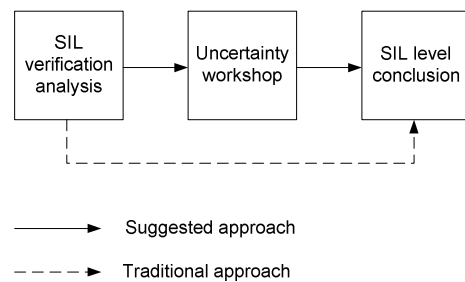 SIL
verification
analysis
Uncertainty
workshop
SIL level
conclusion
Suggested approach
Traditional approach